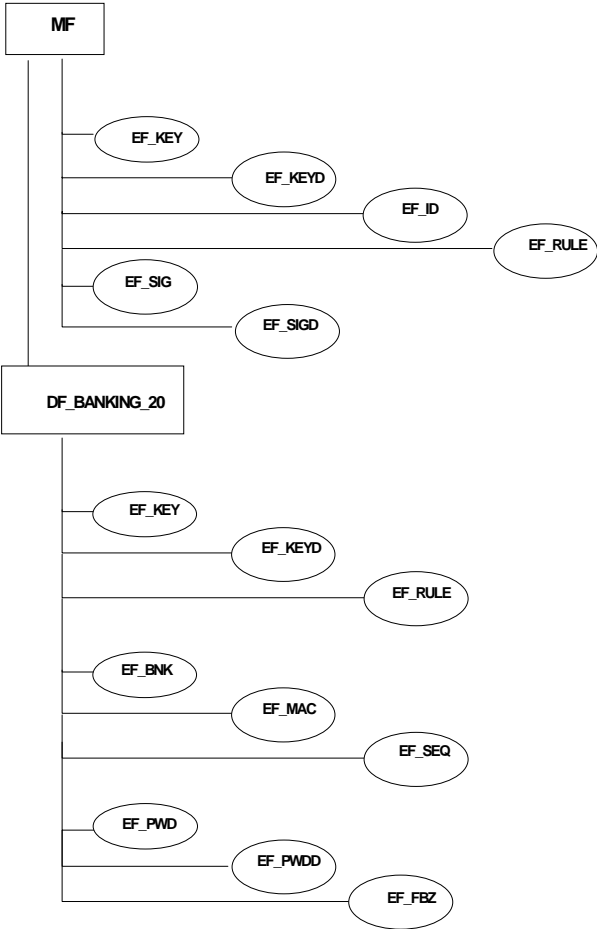 MF
EF_KEY
EF_KEYD
EF_ID
EF_RULE
EF_SIG
EF_SIGD
DF_BANKING_20
EF_KEY
EF_KEYD
EF_RULE
EF_BNK
EF_MAC
EF_SEQ
EF_PWD
EF_PWDD
EF_FBZ